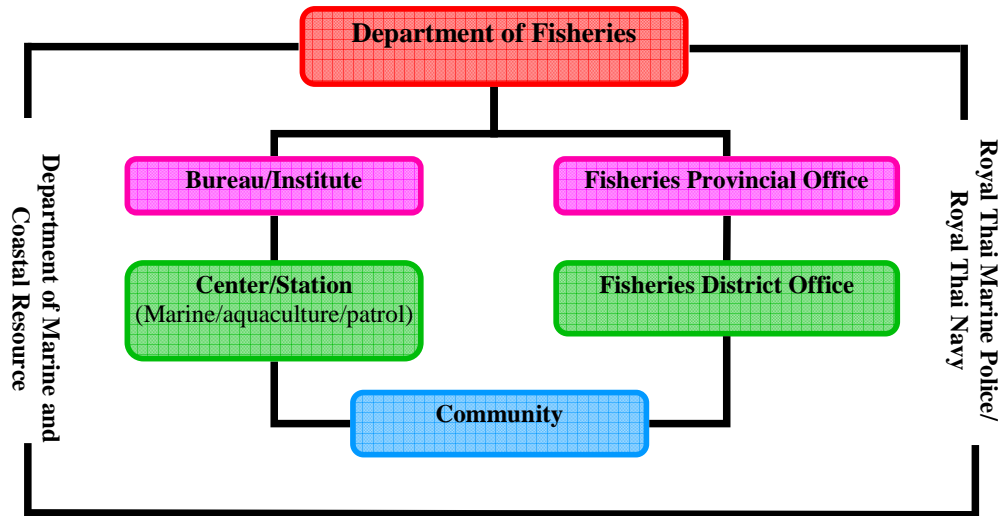 Department of Fisheries
Bureau/Institute
Fisheries Provincial Office
Center/Station
(Marine/aquaculture/patrol)
Fisheries District Office
Community
Department of Marine and
Coastal Resource
Royal Thai Marine Police/
Royal Thai Navy